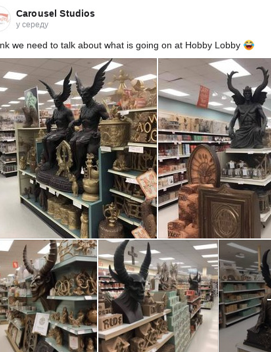 Carousel Studios
у середу
nk we need to talk about what is going on at Hobby Lobby 😂